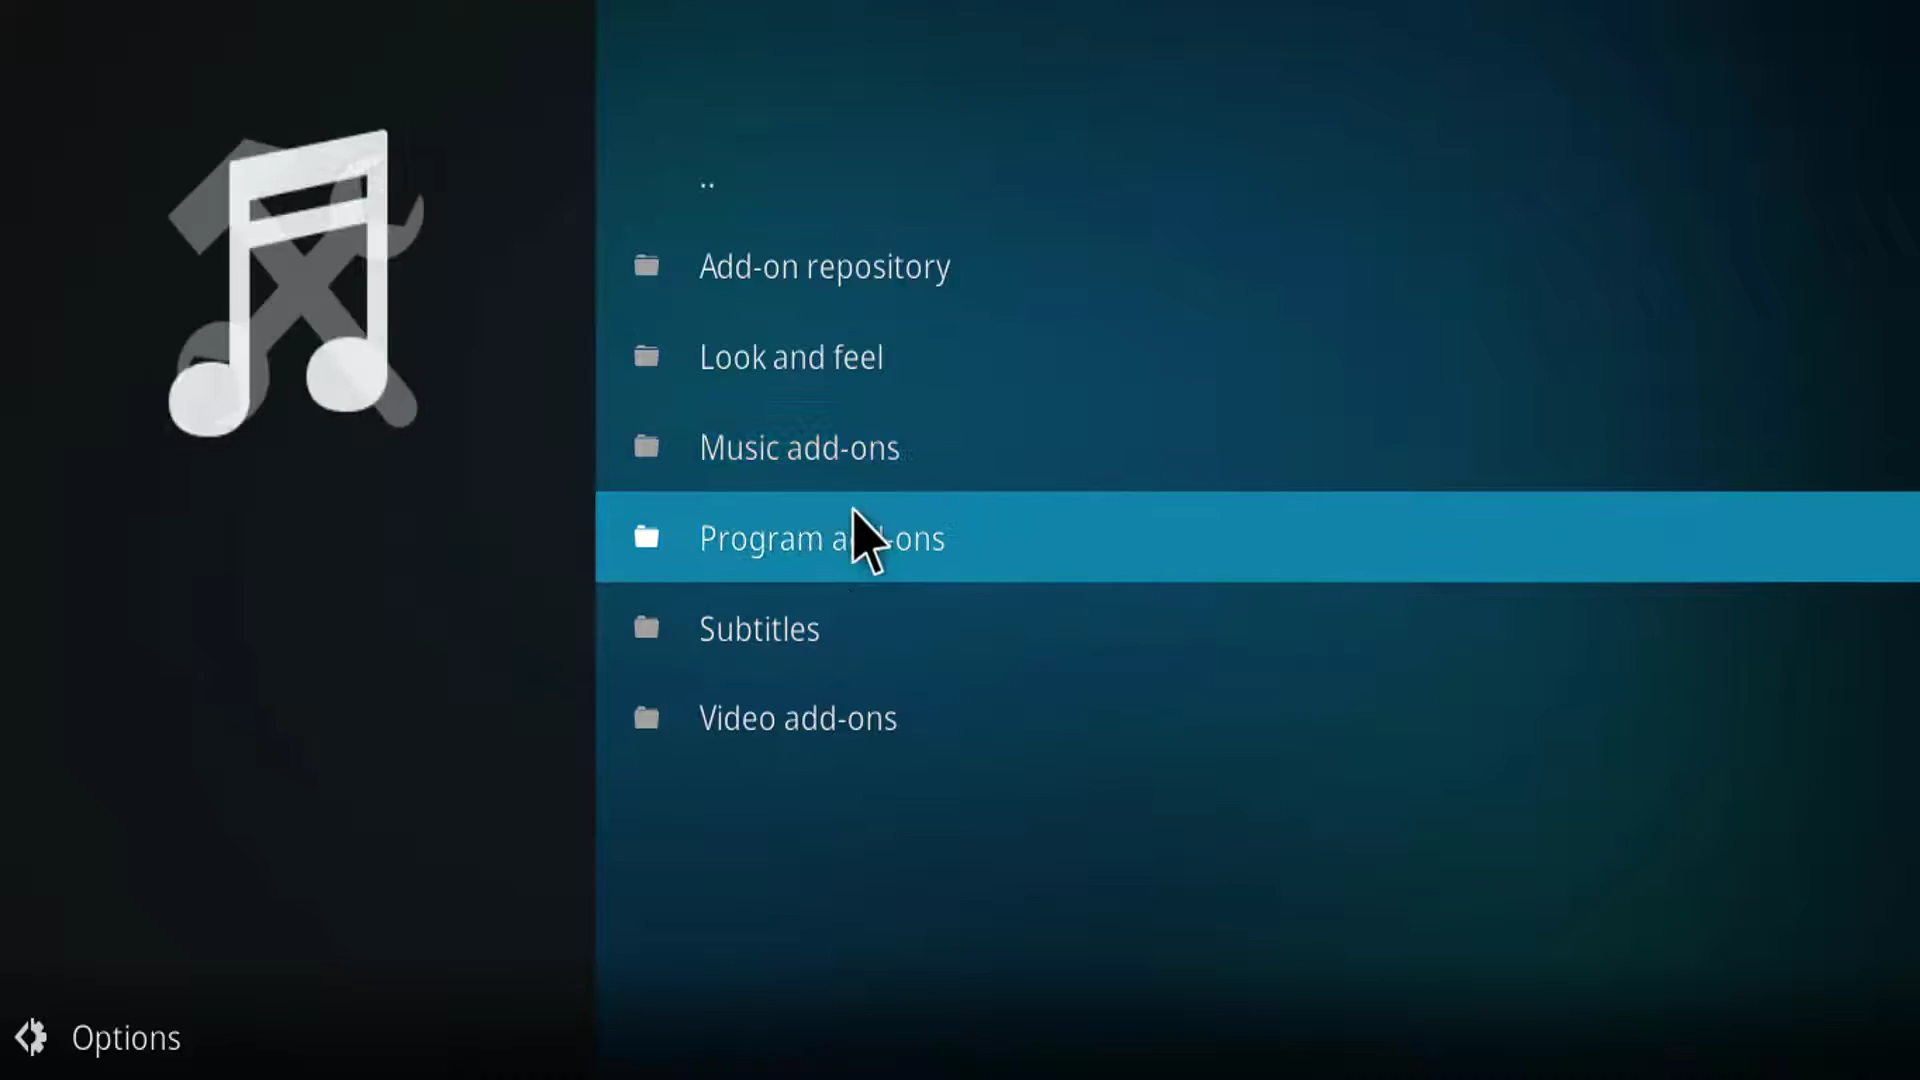 ..
Add-on repository
Look and feel
Music add-ons
Program add-ons
Subtitles
Video add-ons
Options